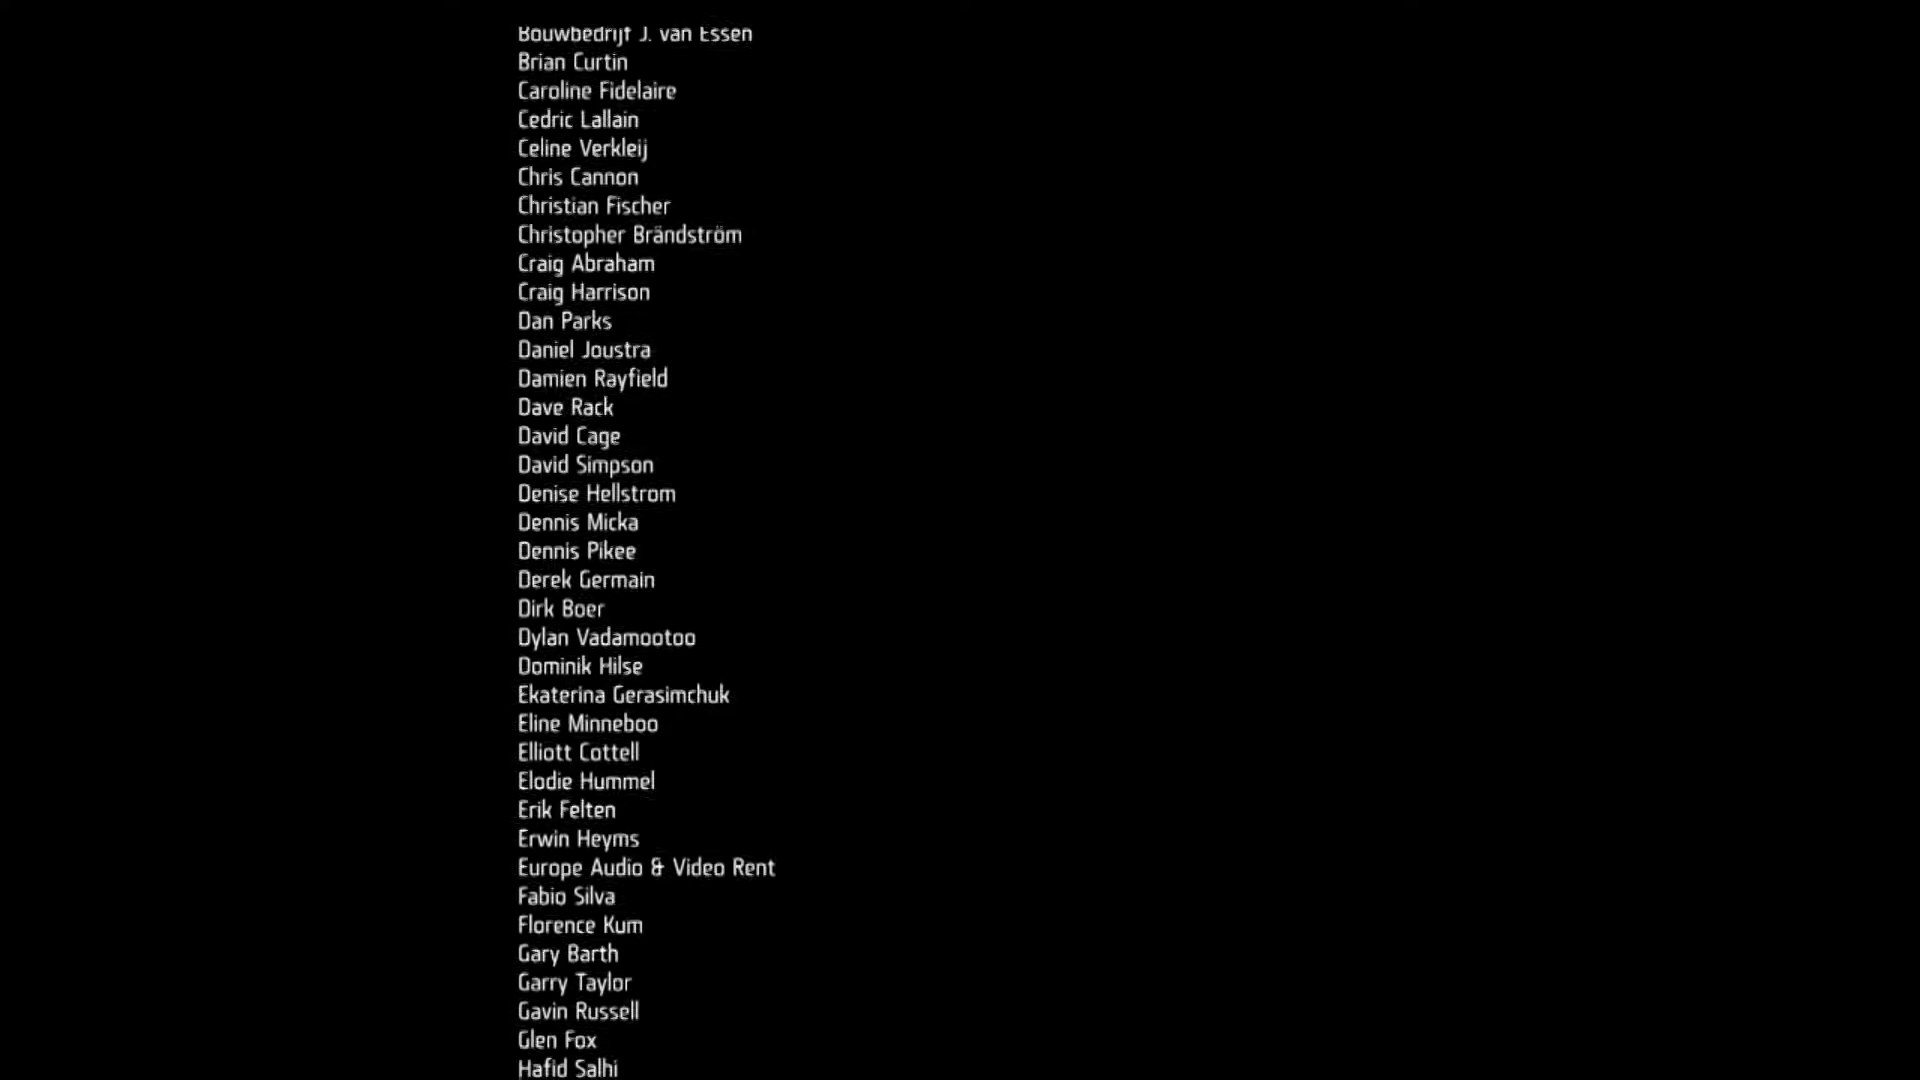 Bouwbedrijf J. van Essen
Brian Curtin
Caroline Fidelaire
Cedric Lallain
Celine Verkleij
Chris Cannon
Christian Fischer
Christopher Brändström
Craig Abraham
Craig Harrison
Dan Parks
Daniel Joustra
Damien Rayfield
Dave Rack
David Cage
David Simpson
Denise Hellstrom
Dennis Micka
Dennis Pikee
Derek Germain
Dirk Boer
Dylan Vadamootoo
Dominik Hilse
Ekaterina Gerasimchuk
Eline Minneboo
Elliott Cottell
Elodie Hummel
Erik Felten
Erwin Heyms
Europe Audio & Video Rent
Fabio Silva
Florence Kum
Gary Barth
Garry Taylor
Gavin Russell
Glen Fox
Hafid Salhi